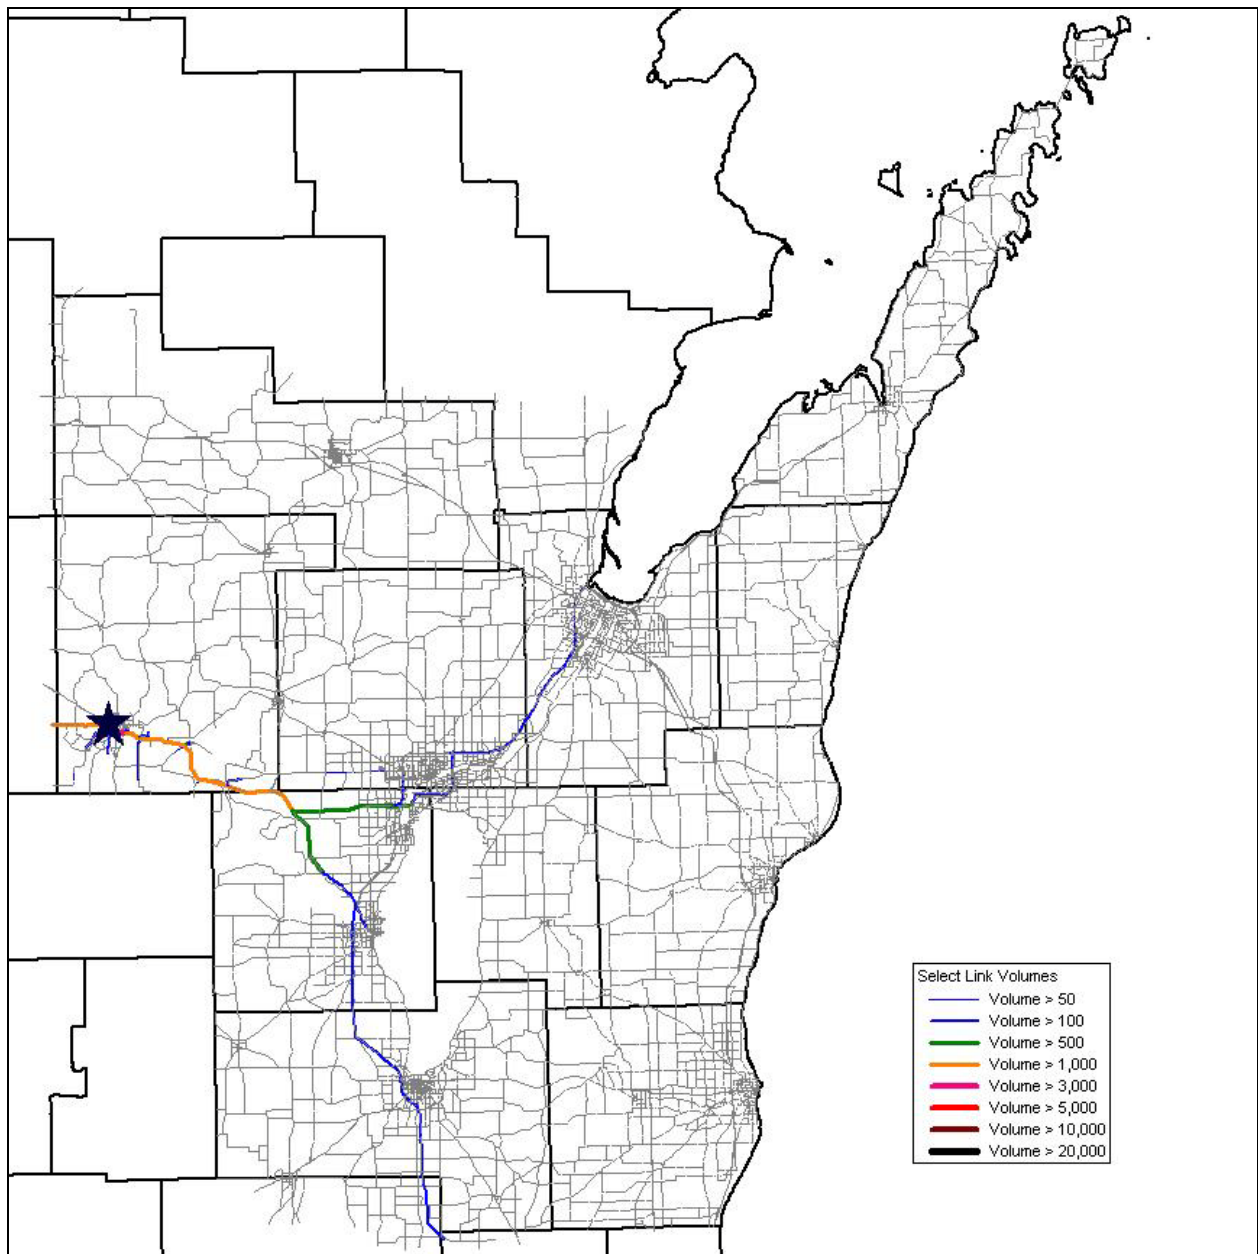 Select Link Volumes
Volume > 50
Volume > 100
Volume > 500
Volume > 1,000
Volume > 3,000
Volume > 5,000
Volume > 10,000
Volume > 20,000